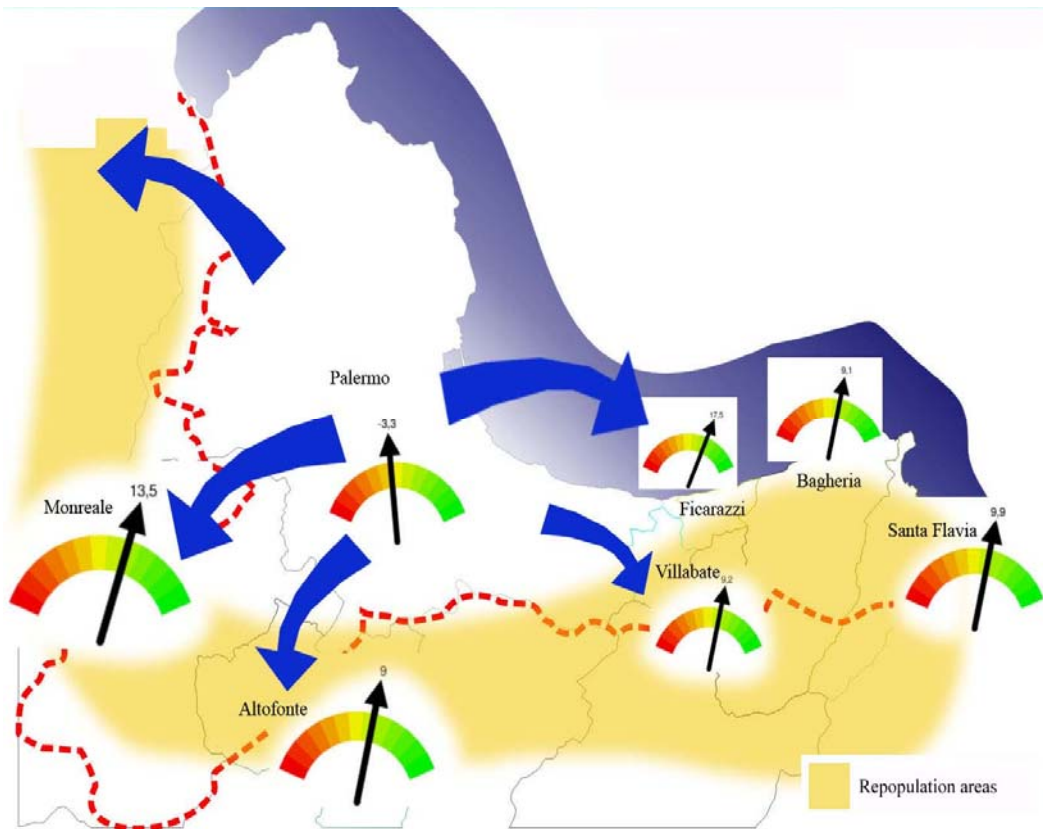 Palermo
-3,3
17,5
9,1
Bagheria
Ficarazzi
Monreale
13,5
Santa Flavia
9,9
Villabate
9,2
Altofonte
9
Repopulation areas